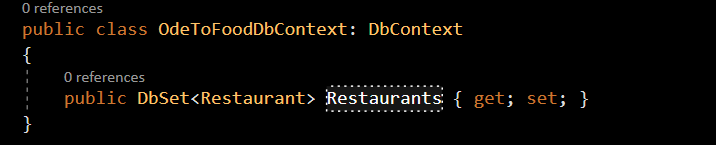 0 references
public class OdeToFoodDbContext: DbContext
{
0 references
public DbSet<Restaurant> Restaurants { get; set; }
}